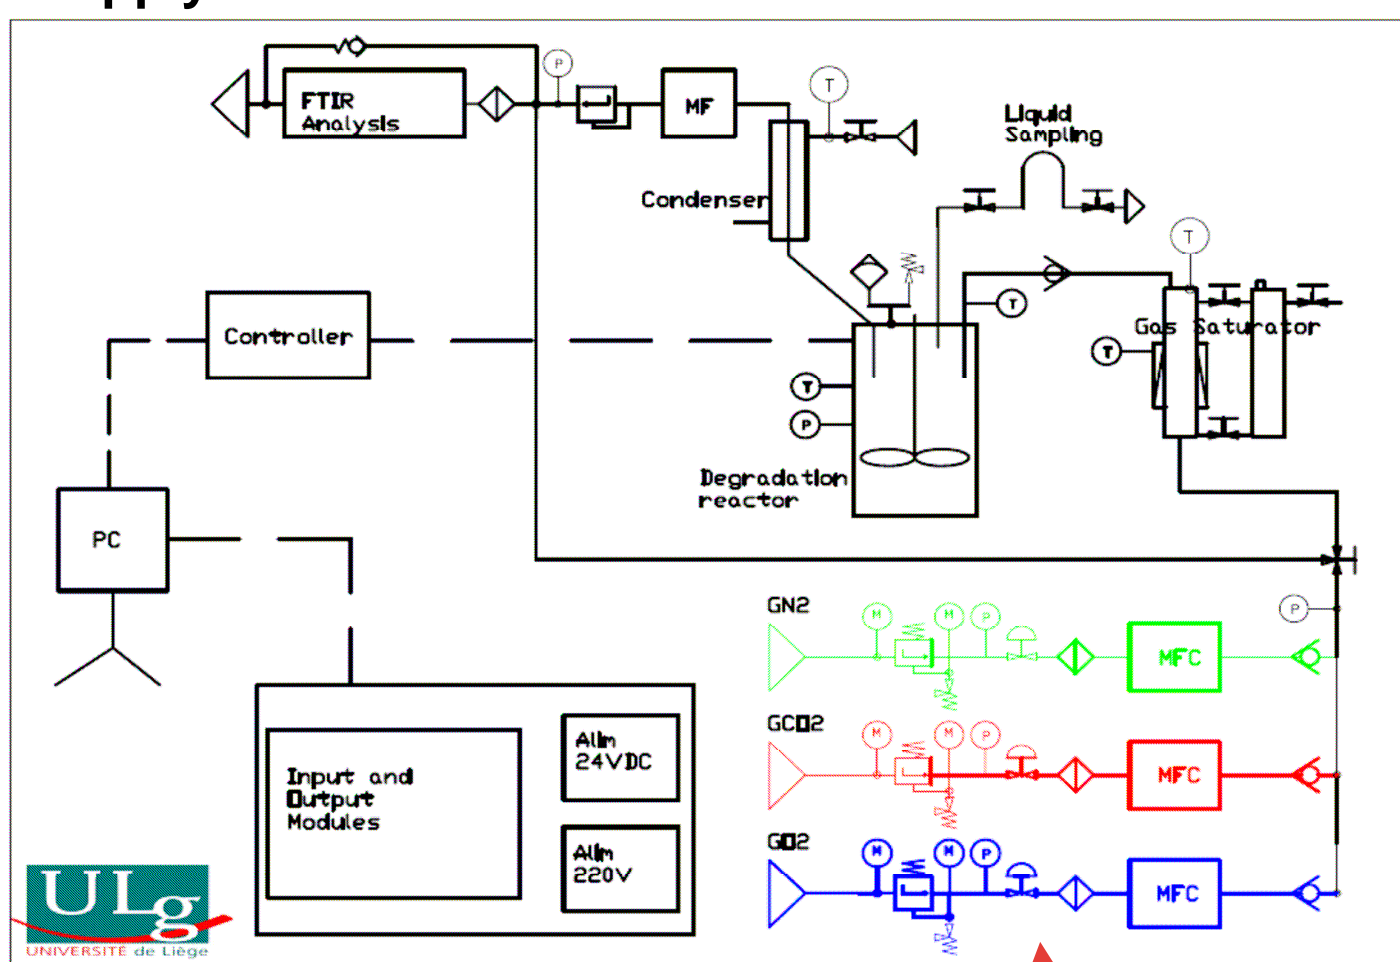 P
FTIR
Analysis
MF
T
Liquid
Sampling
Condenser
T
T
Controller
Gas Saturator
T
T
P
Degradation
reactor
PC
GN2
M
M
P
P
MFC
GCO2
M
M
P
MFC
Alim
24VDC
Input and
Output
Modules
GO2
M
M
P
MFC
Alim
220V
ULg
UNIVERSITÉ de Liège